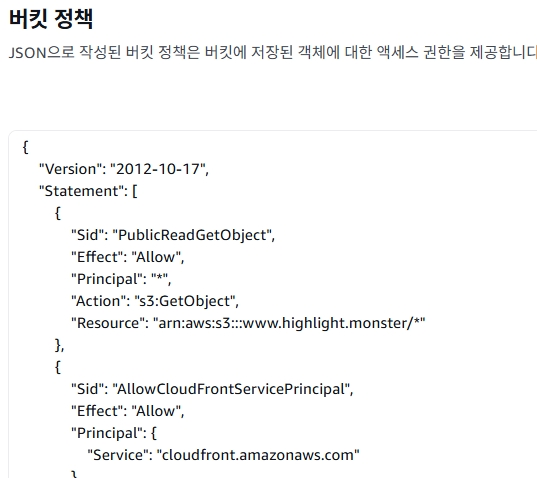 버킷 정책
JSON으로 작성된 버킷 정책은 버킷에 저장된 객체에 대한 액세스 권한을 제공합니다
{
"Version": "2012-10-17",
"Statement": [
{
"Sid": "PublicReadGetObject",
"Effect": "Allow",
"Principal": "*",
"Action": "s3:GetObject",
"Resource": "arn:aws:s3:::www.highlight.monster/*"
},
{
"Sid": "AllowCloudFrontServicePrincipal",
"Effect": "Allow",
"Principal": {
"Service": "cloudfront.amazonaws.com"
}